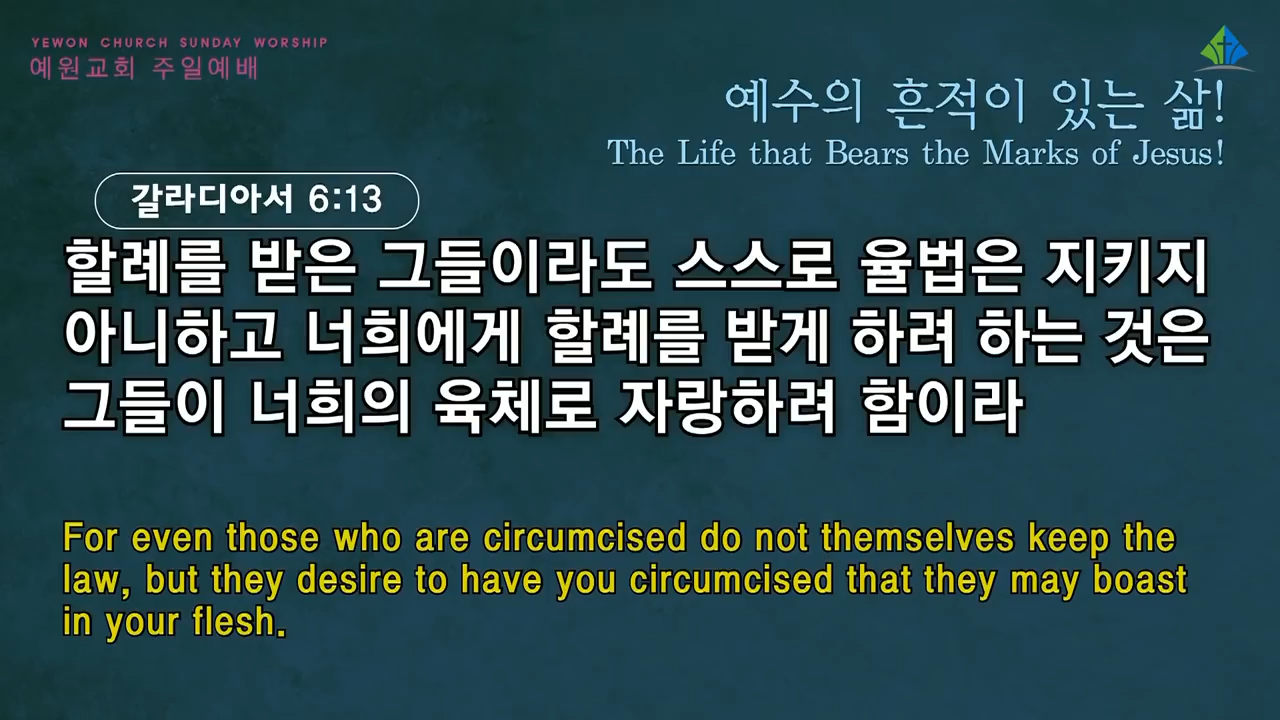 YEWON CHURCH SUNDAY WORSHIP
예원교회 주일예배
예수의 흔적이 있는 삶!
The Life that Bears the Marks of Jesus!
갈라디아서 6:13
할례를 받은 그들이라도 스스로 율법은 지키지
아니하고 너희에게 할례를 받게 하려 하는 것은
그들이 너희의 육체로 자랑하려 함이라
For even those who are circumcised do not themselves keep the
law, but they desire to have you circumcised that they may boast
in your flesh.